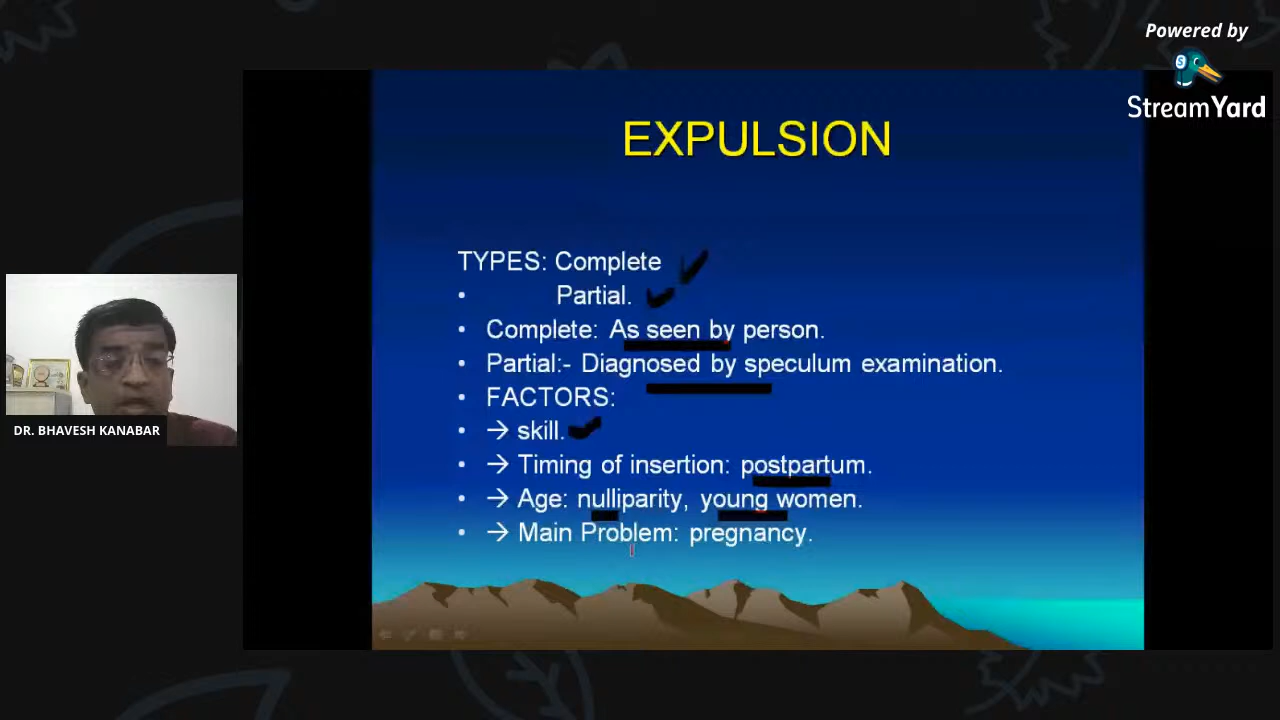 Powered by
StreamYard
EXPULSION
TYPES: Complete
• Partial.
• Complete: As seen by person.
• Partial:- Diagnosed by speculum examination.
• FACTORS:
• → skill.
• → Timing of insertion: postpartum.
• → Age: nulliparity, young women.
• → Main Problem: pregnancy.
DR. BHAVESH KANABAR